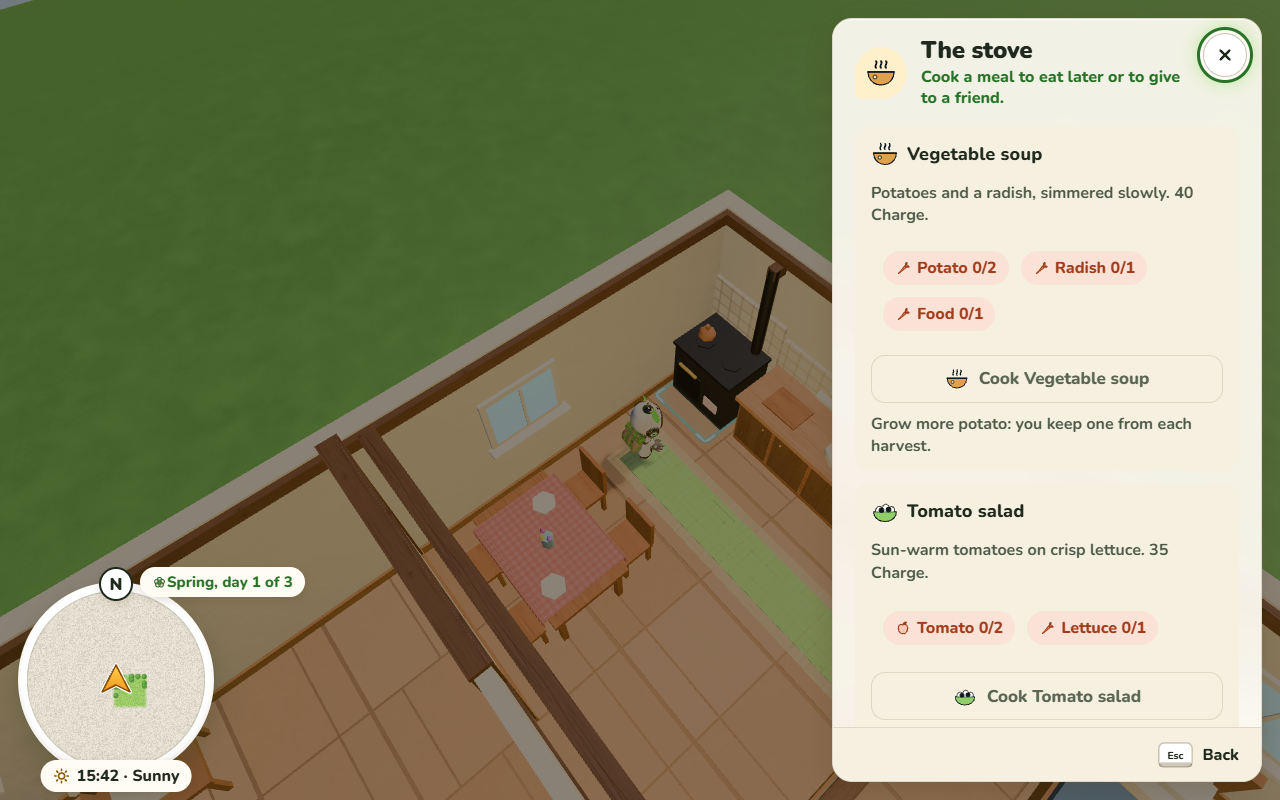 The stove
Cook a meal to eat later or to give
to a friend.
Vegetable soup
Potatoes and a radish, simmered slowly. 40
Charge.
Potato 0/2
Radish 0/1
Food 0/1
Cook Vegetable soup
Grow more potato: you keep one from each
harvest.
Tomato salad
Sun-warm tomatoes on crisp lettuce. 35
Charge.
Tomato 0/2
Lettuce 0/1
Cook Tomato salad
Esc Back
N
Spring, day 1 of 3
15:42 · Sunny